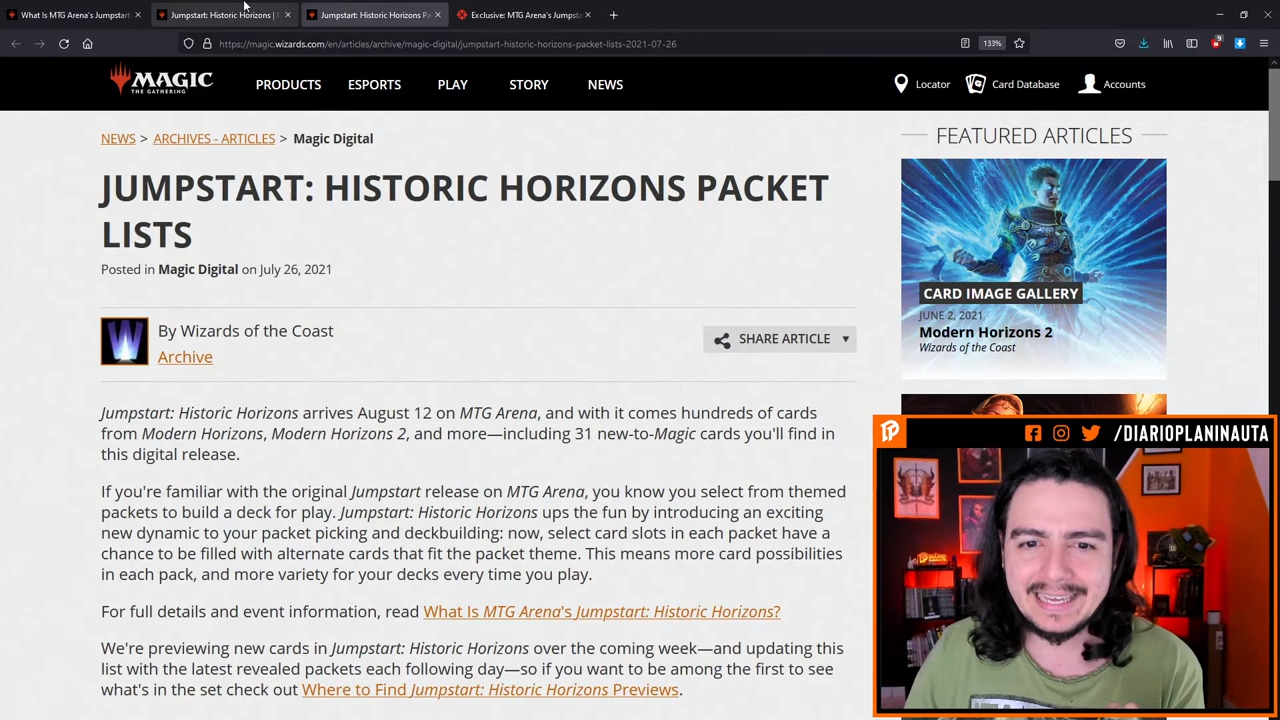 What Is MTG Arena's Jumpstart:
Jumpstart: Historic Horizons |
Jumpstart: Historic Horizons Pa
Exclusive: MTG Arena's Jumpsta
https://magic.wizards.com/en/articles/archive/magic-digital/jumpstart-historic-horizons-packet-lists-2021-07-26
133%
9
MAGIC
THE GATHERING
PRODUCTS
ESPORTS
PLAY
STORY
NEWS
Locator
Card Database
Accounts
NEWS > ARCHIVES - ARTICLES > Magic Digital
JUMPSTART: HISTORIC HORIZONS PACKET
LISTS
Posted in Magic Digital on July 26, 2021
By Wizards of the Coast
Archive
SHARE ARTICLE
Jumpstart: Historic Horizons arrives August 12 on MTG Arena, and with it comes hundreds of cards
from Modern Horizons, Modern Horizons 2, and more—including 31 new-to-Magic cards you'll find in
this digital release.
If you're familiar with the original Jumpstart release on MTG Arena, you know you select from themed
packets to build a deck for play. Jumpstart: Historic Horizons ups the fun by introducing an exciting
new dynamic to your packet picking and deckbuilding: now, select card slots in each packet have a
chance to be filled with alternate cards that fit the packet theme. This means more card possibilities
in each pack, and more variety for your decks every time you play.
For full details and event information, read What Is MTG Arena's Jumpstart: Historic Horizons?
We're previewing new cards in Jumpstart: Historic Horizons over the coming week—and updating this
list with the latest revealed packets each following day—so if you want to be among the first to see
what's in the set check out Where to Find Jumpstart: Historic Horizons Previews.
FEATURED ARTICLES
CARD IMAGE GALLERY
JUNE 2, 2021
Modern Horizons 2
Wizards of the Coast
/DIARIOPLANINAUTA